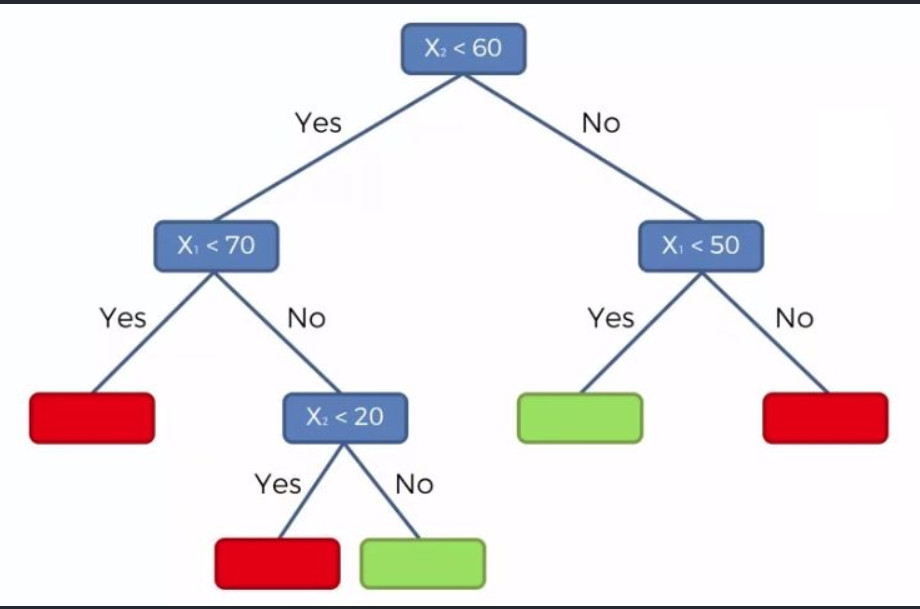 X₂ < 60
Yes
No
X₁ < 70
X₁ < 50
Yes
No
Yes
No
X₂ < 20
Yes
No